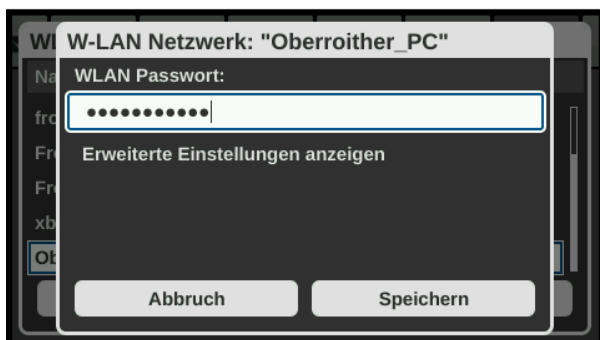 W-LAN Netzwerk: "Oberroither_PC"
WLAN Passwort:
•••••••••••
Erweiterte Einstellungen anzeigen
Abbruch
Speichern